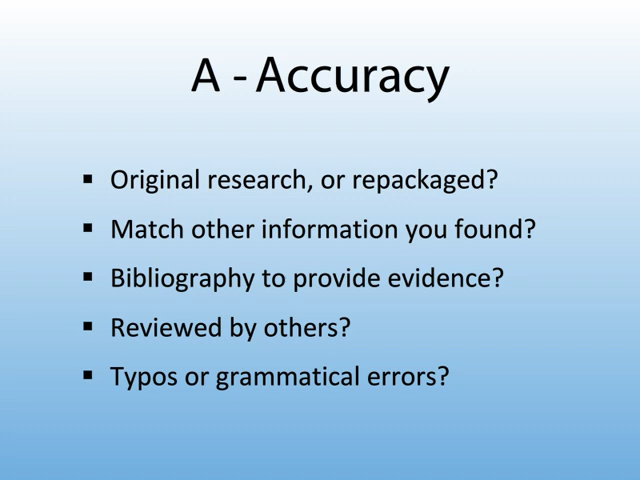 A - Accuracy
▪ Original research, or repackaged?
▪ Match other information you found?
▪ Bibliography to provide evidence?
▪ Reviewed by others?
▪ Typos or grammatical errors?